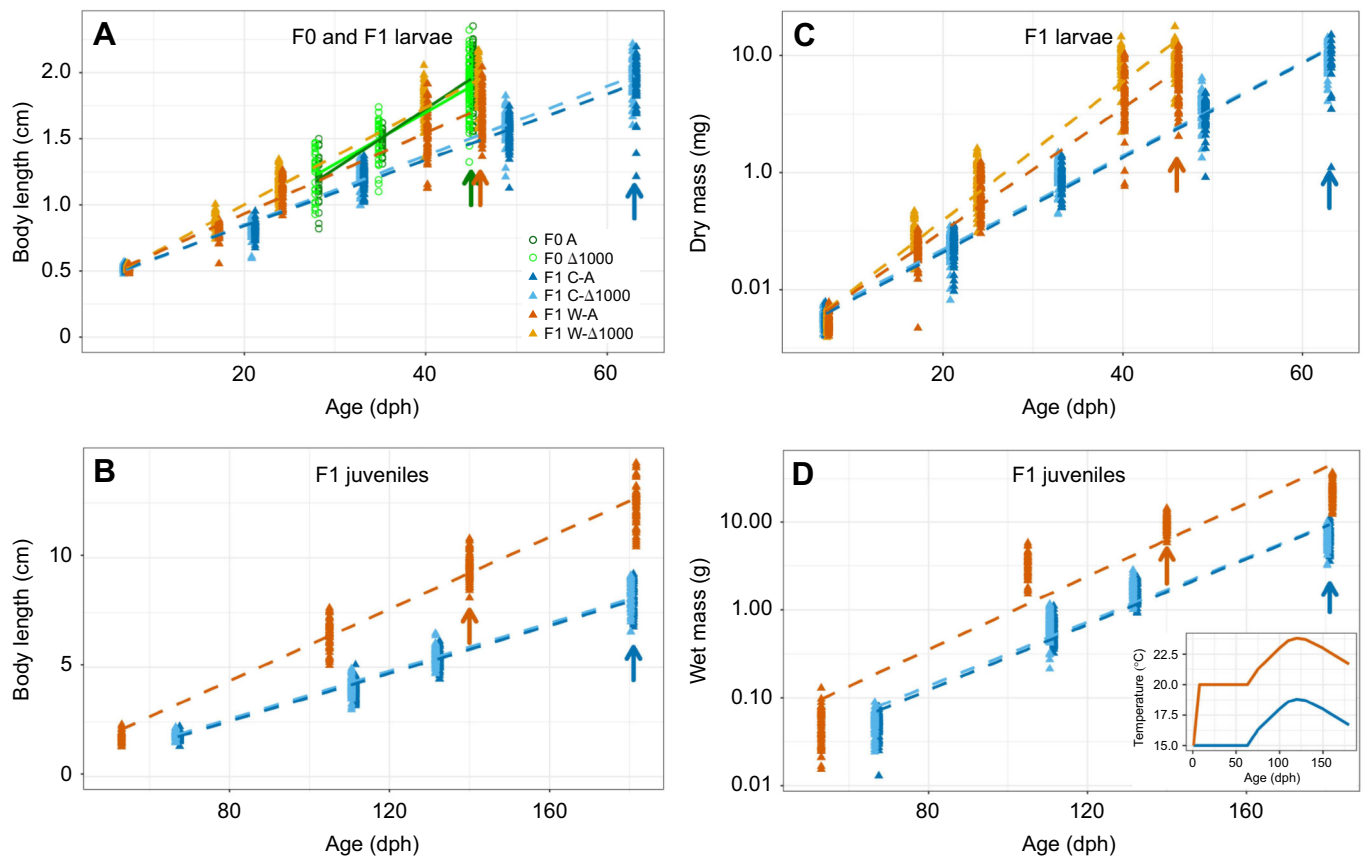 A
F0 and F1 larvae
Body length (cm)
2.0
1.5
1.0
0.5
0
F0 A
F0 Δ1000
F1 C-A
F1 C-Δ1000
F1 W-A
F1 W-Δ1000
20
40
60
Age (dph)
C
F1 larvae
Dry mass (mg)
10.0
1.0
0.01
20
40
60
Age (dph)
B
F1 juveniles
Body length (cm)
10
5
0
80
120
160
Age (dph)
D
F1 juveniles
Wet mass (g)
10.00
1.00
0.10
0.01
80
120
160
Age (dph)
Temperature (°C)
22.5
20.0
17.5
15.0
0
50
100
150
Age (dph)